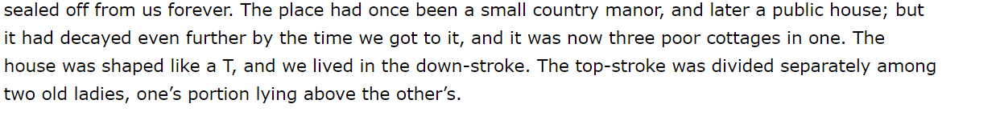 sealed off from us forever. The place had once been a small country manor, and later a public house; but
it had decayed even further by the time we got to it, and it was now three poor cottages in one. The
house was shaped like a T, and we lived in the down-stroke. The top-stroke was divided separately among
two old ladies, one’s portion lying above the other’s.